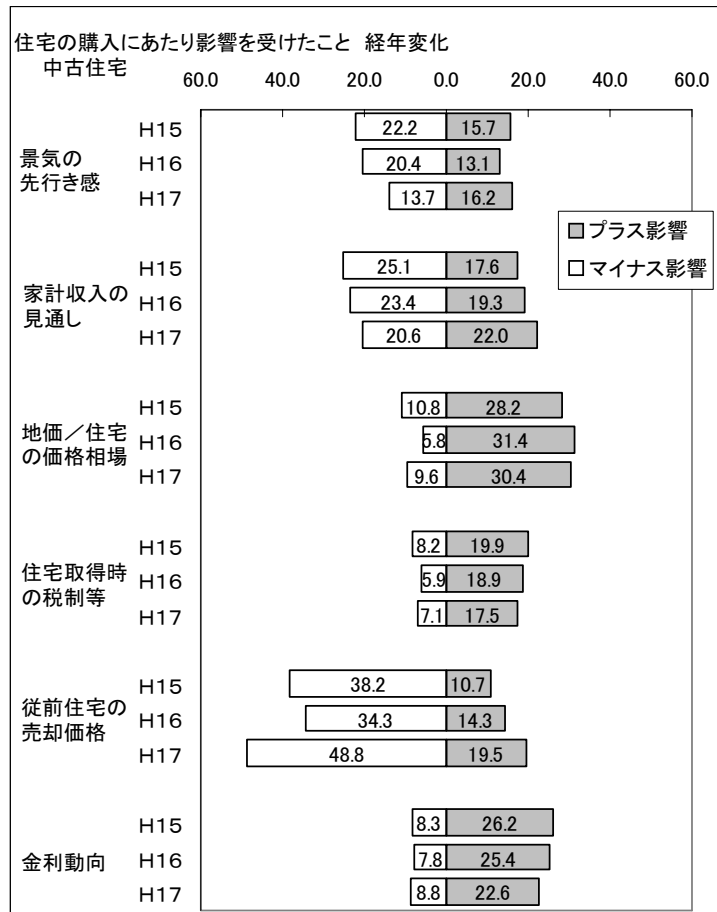 住宅の購入にあたり影響を受けたこと 経年変化
中古住宅
60.0 40.0 20.0 0.0 20.0 40.0 60.0
景気の
先行き感
H15 22.2 15.7
H16 20.4 13.1
H17 13.7 16.2
プラス影響
マイナス影響
家計収入の
見通し
H15 25.1 17.6
H16 23.4 19.3
H17 20.6 22.0
地価／住宅
の価格相場
H15 10.8 28.2
H16 5.8 31.4
H17 9.6 30.4
住宅取得時
の税制等
H15 8.2 19.9
H16 5.9 18.9
H17 7.1 17.5
従前住宅の
売却価格
H15 38.2 10.7
H16 34.3 14.3
H17 48.8 19.5
金利動向
H15 8.3 26.2
H16 7.8 25.4
H17 8.8 22.6